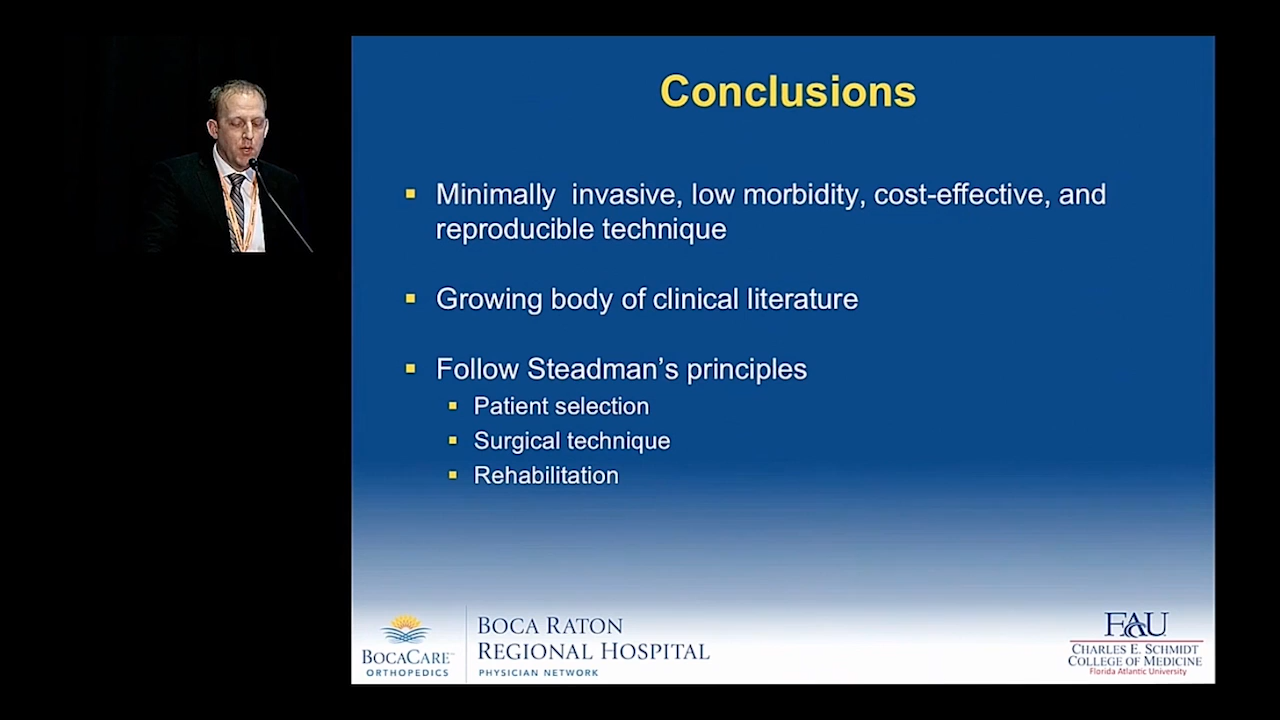 Conclusions
Minimally invasive, low morbidity, cost-effective, and
reproducible technique
Growing body of clinical literature
Follow Steadman's principles
Patient selection
Surgical technique
Rehabilitation
BOCACARE
ORTHOPEDICS
BOCA RATON
REGIONAL HOSPITAL
PHYSICIAN NETWORK
FAU
CHARLES E. SCHMIDT
COLLEGE OF MEDICINE
Florida Atlantic University